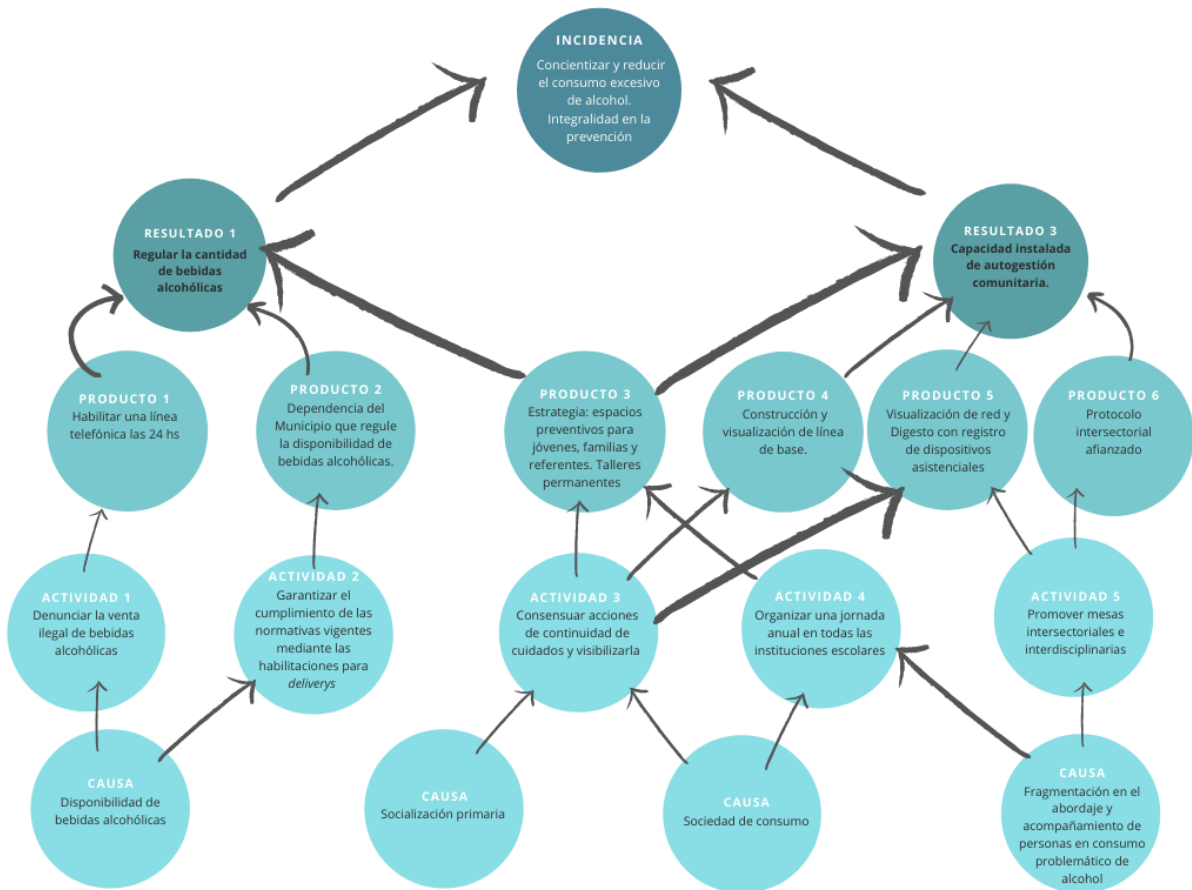 INCIDENCIA
Concientizar y reducir
el consumo excesivo
de alcohol.
Integralidad en la
prevención
RESULTADO 1
Regular la cantidad
de bebidas
alcohólicas
RESULTADO 3
Capacidad instalada
de autogestión
comunitaria.
PRODUCTO 1
Habilitar una línea
telefónica las 24 hs
PRODUCTO 2
Dependencia del
Municipio que regule
la disponibilidad de
bebidas alcohólicas.
PRODUCTO 3
Estrategia: espacios
preventivos para
jóvenes, familias y
referentes. Talleres
permanentes
PRODUCTO 4
Construcción y
visualización de línea
de base.
PRODUCTO 5
Visualización de red y
Digesto con registro
de dispositivos
asistenciales
PRODUCTO 6
Protocolo
intersectorial
afianzado
ACTIVIDAD 1
Denunciar la venta
ilegal de bebidas
alcohólicas
ACTIVIDAD 2
Garantizar el
cumplimiento de las
normativas vigentes
mediante las
habilitaciones para
deliverys
ACTIVIDAD 3
Consensuar acciones
de continuidad de
cuidados y visibilizarla
ACTIVIDAD 4
Organizar una jornada
anual en todas las
instituciones escolares
ACTIVIDAD 5
Promover mesas
intersectoriales e
interdisciplinarias
CAUSA
Disponibilidad de
bebidas alcohólicas
CAUSA
Socialización primaria
CAUSA
Sociedad de consumo
CAUSA
Fragmentación en el
abordaje y
acompañamiento de
personas en consumo
problemático de
alcohol